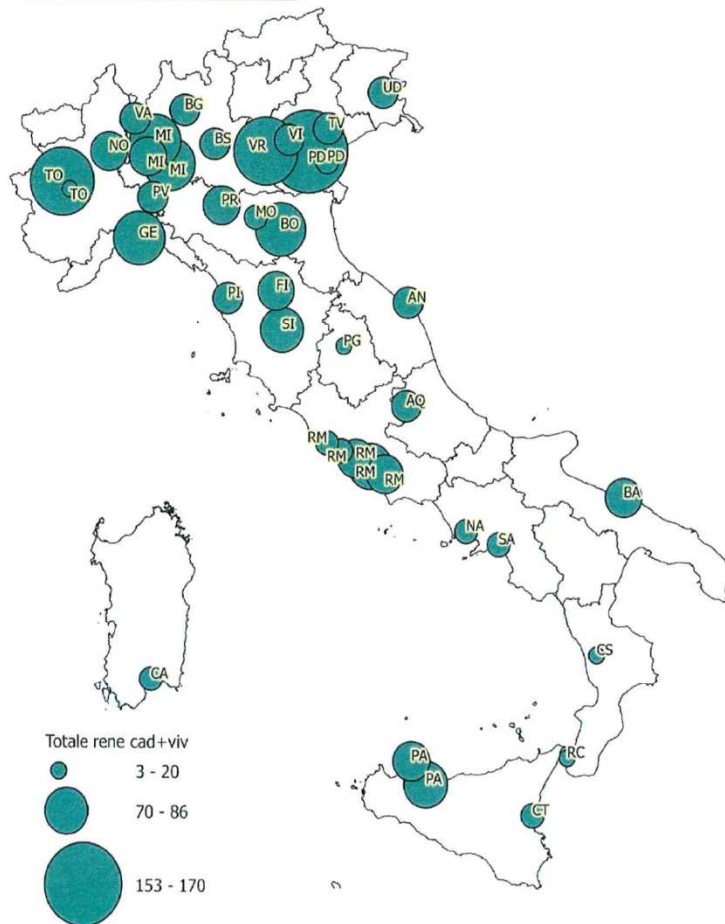 UD
BG
VA
TV
MI
VI
BS
VR
NO
MI
PD
PD
MI
TO
TO
PV
PR
MO
GE
BO
FI
PI
AN
SI
PG
AQ
RM
RM
RM
RM
RM
BA
NA
SA
CS
CA
Totale rene cad+viv
RC
PA
3 - 20
PA
CT
70 - 86
153 - 170